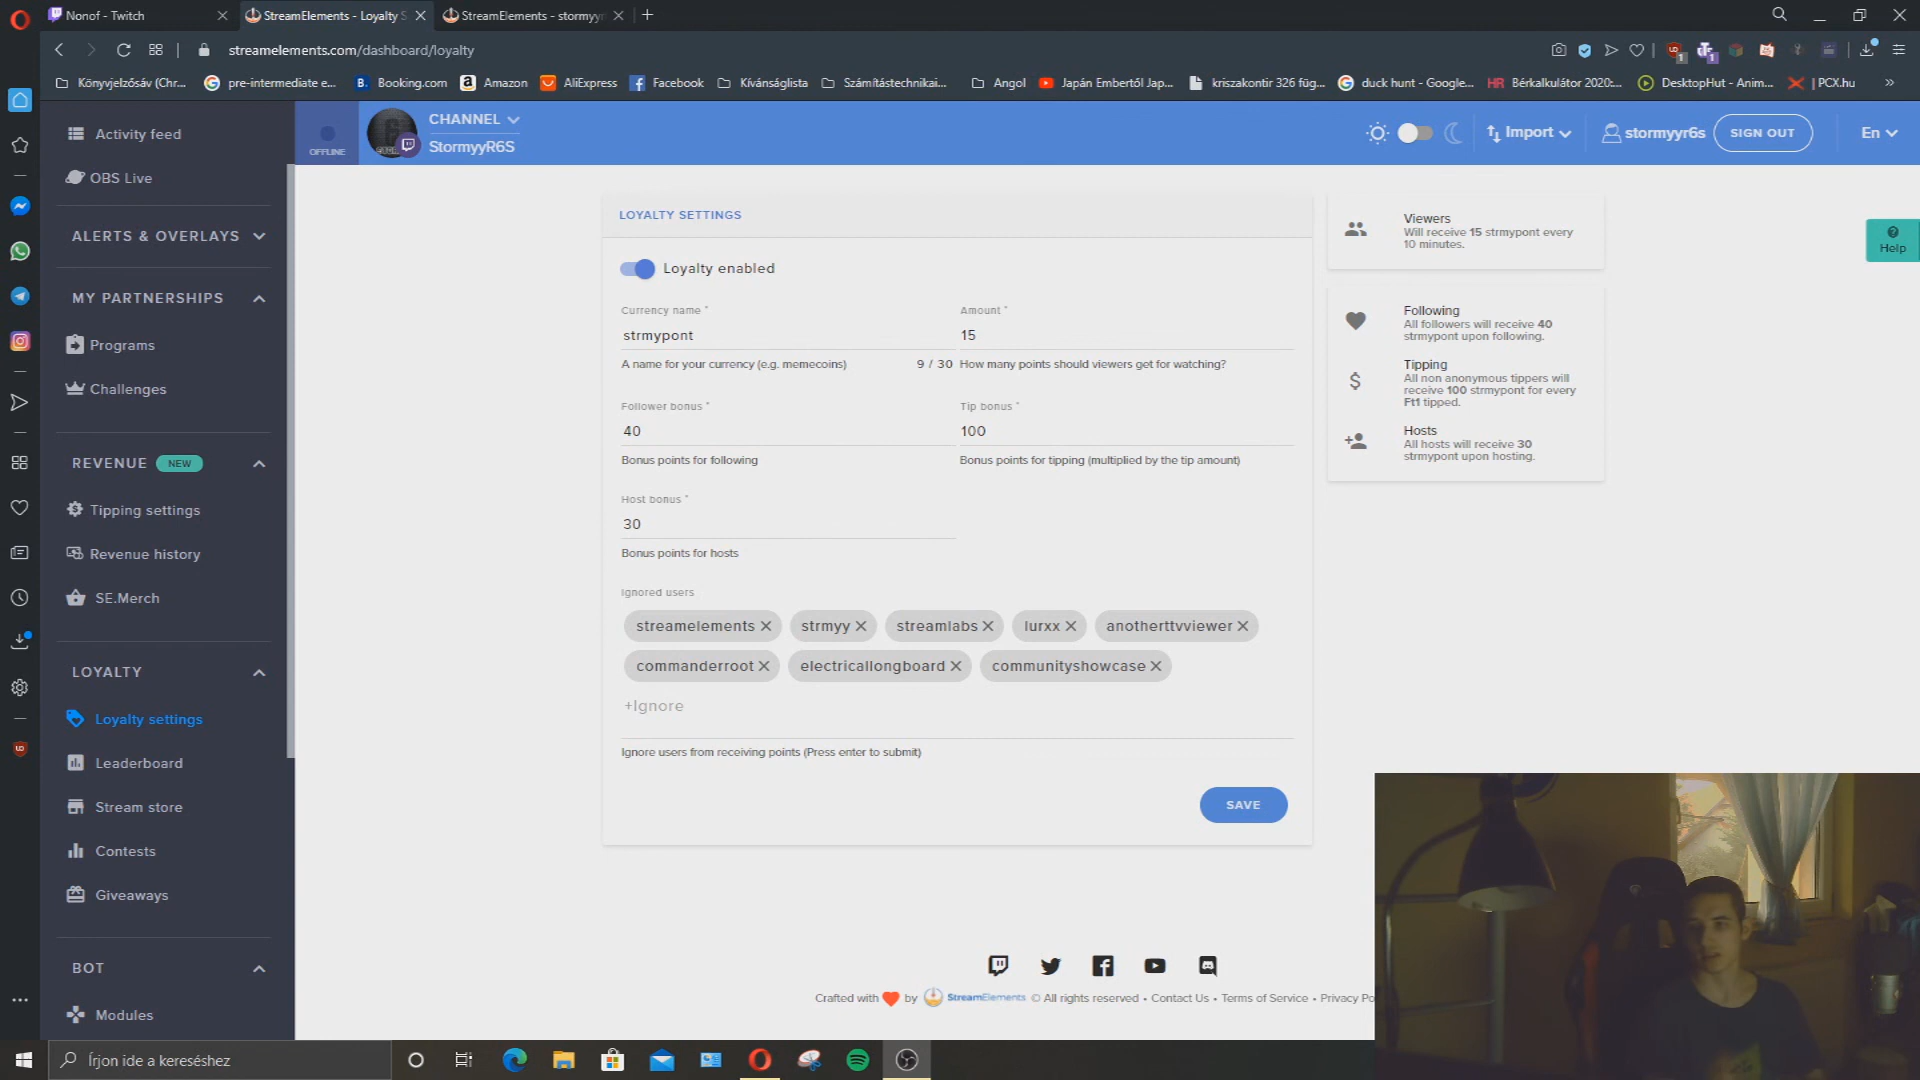 Nonof - Twitch
StreamElements - Loyalty S
StreamElements - stormyyr
streamelements.com/dashboard/loyalty
Könyvjelzősáv (Chr...
pre-intermediate e...
Booking.com
Amazon
AliExpress
Facebook
Kívánságlista
Számítástechnikai...
Angol
Japán Embertől Jap...
kriszakontir 326 füg...
duck hunt - Google...
HR Bérkalkulátor 2020:...
DesktopHut - Anim...
| PCX.hu
»
OFFLINE
CHANNEL
StormyyR6S
Import
stormyyr6s
SIGN OUT
En
Help
Activity feed
OBS Live
ALERTS & OVERLAYS
MY PARTNERSHIPS
Programs
Challenges
REVENUE NEW
Tipping settings
Revenue history
SE.Merch
LOYALTY
Loyalty settings
Leaderboard
Stream store
Contests
Giveaways
BOT
Modules
LOYALTY SETTINGS
Loyalty enabled
Currency name *
strmypont
A name for your currency (e.g. memecoins)
9 / 30
Amount *
15
How many points should viewers get for watching?
Follower bonus *
40
Bonus points for following
Tip bonus *
100
Bonus points for tipping (multiplied by the tip amount)
Host bonus *
30
Bonus points for hosts
Ignored users
streamelements
strmyy
streamlabs
lurxx
anotherttvviewer
commanderroot
electricallongboard
communityshowcase
+Ignore
Ignore users from receiving points (Press enter to submit)
SAVE
Viewers
Will receive 15 strmypont every
10 minutes.
Following
All followers will receive 40
strmypont upon following.
Tipping
All non anonymous tippers will
receive 100 strmypont for every
Ft1 tipped.
Hosts
All hosts will receive 30
strmypont upon hosting.
Crafted with by StreamElements © All rights reserved • Contact Us • Terms of Service • Privacy Po
Írjon ide a kereséshez